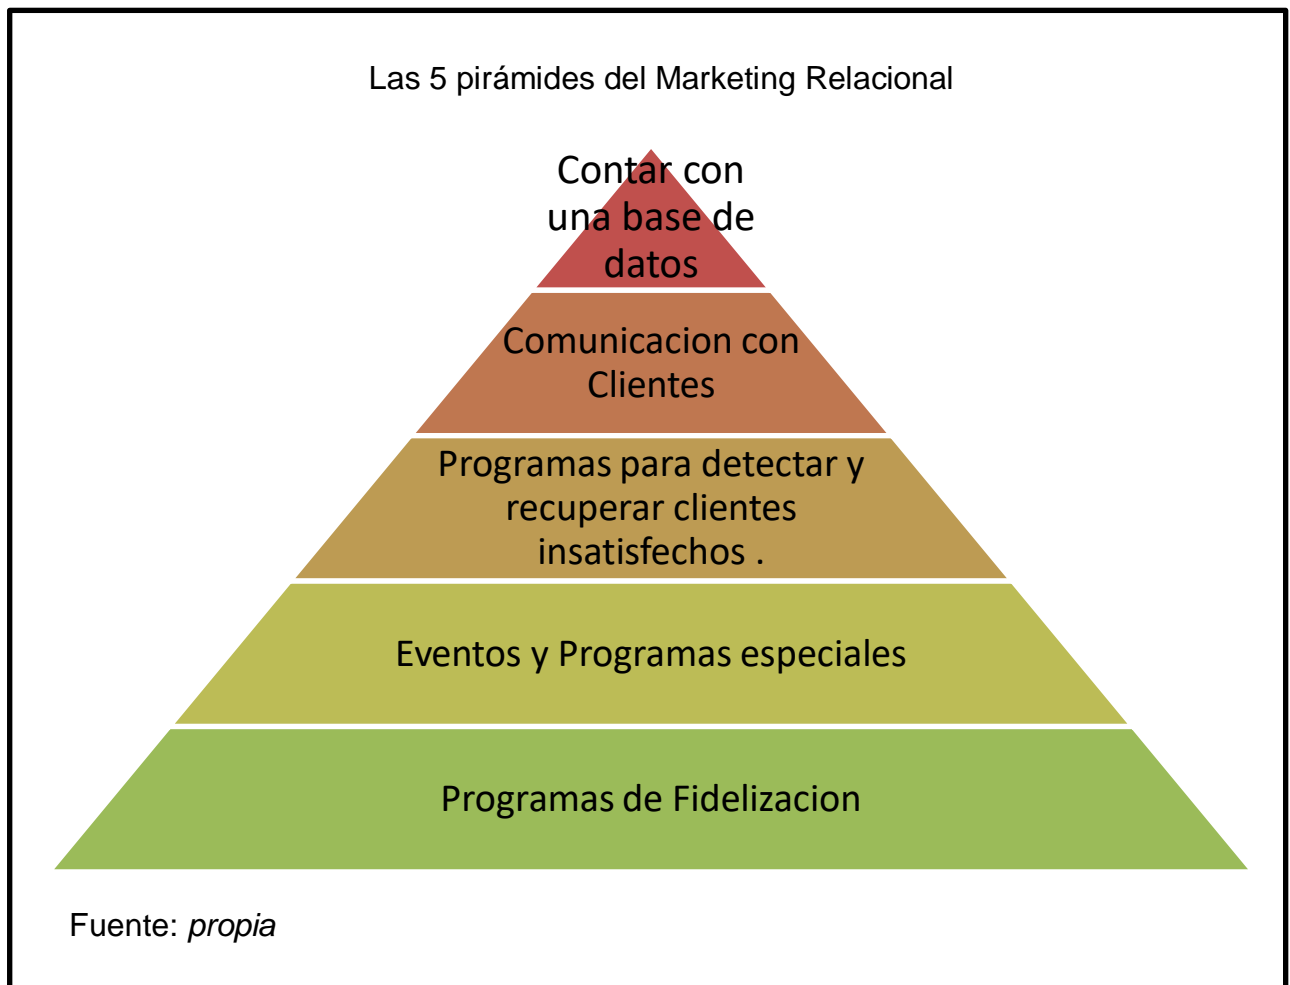 Las 5 pirámides del Marketing Relacional
Contar con
una base de
datos
Comunicacion con
Clientes
Programas para detectar y
recuperar clientes
insatisfechos .
Eventos y Programas especiales
Programas de Fidelizacion
Fuente: propia